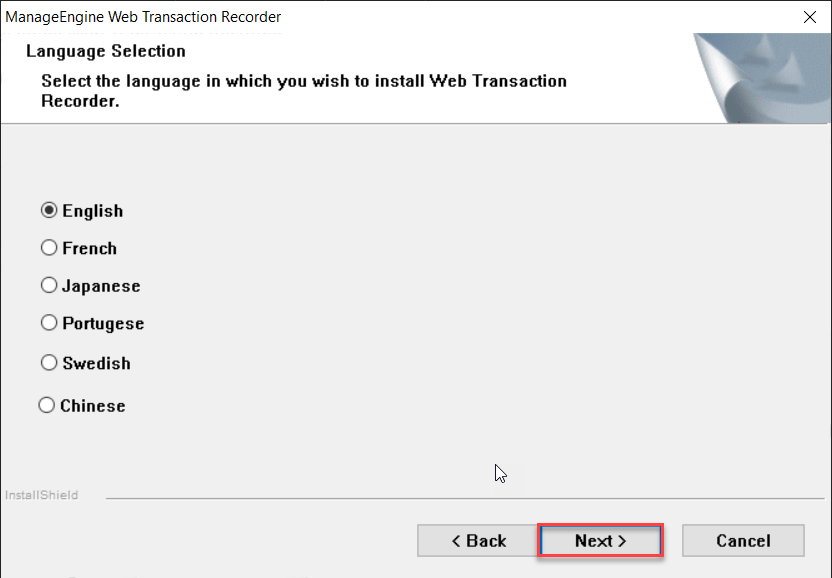 ManageEngine Web Transaction Recorder
Language Selection
Select the language in which you wish to install Web Transaction
Recorder.
English
French
Japanese
Portugese
Swedish
Chinese
InstallShield
< Back
Next >
Cancel